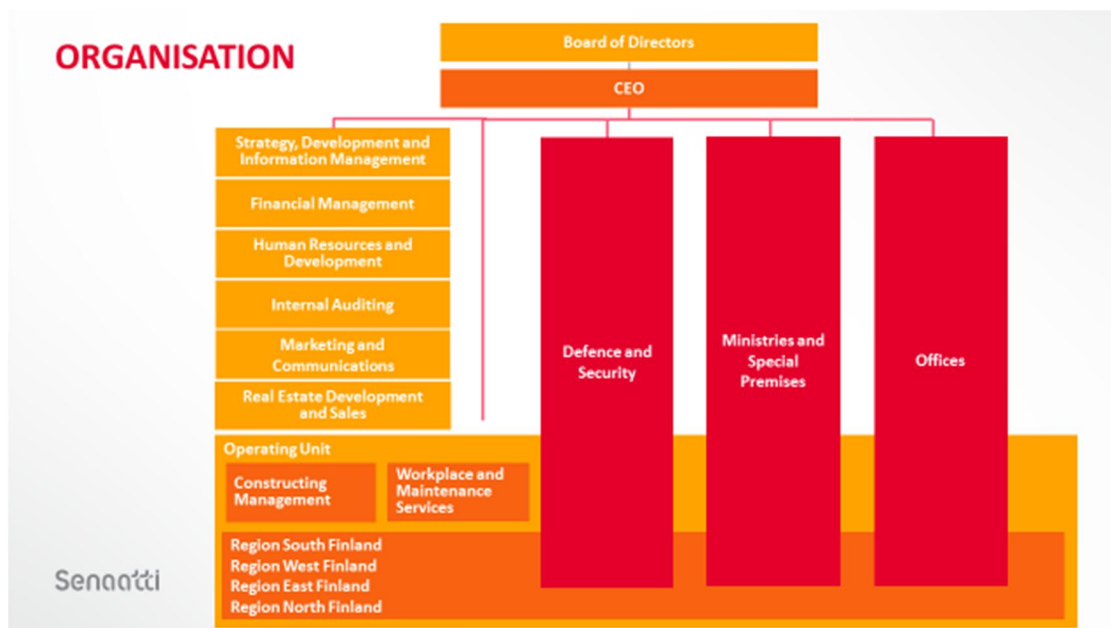 ORGANISATION
Board of Directors
CEO
Strategy, Development and
Information Management
Financial Management
Human Resources and
Development
Internal Auditing
Marketing and
Communications
Real Estate Development
and Sales
Defence and
Security
Ministries and
Special
Premises
Offices
Operating Unit
Constructing
Management
Workplace and
Maintenance
Services
Region South Finland
Region West Finland
Region East Finland
Region North Finland
Senaatti